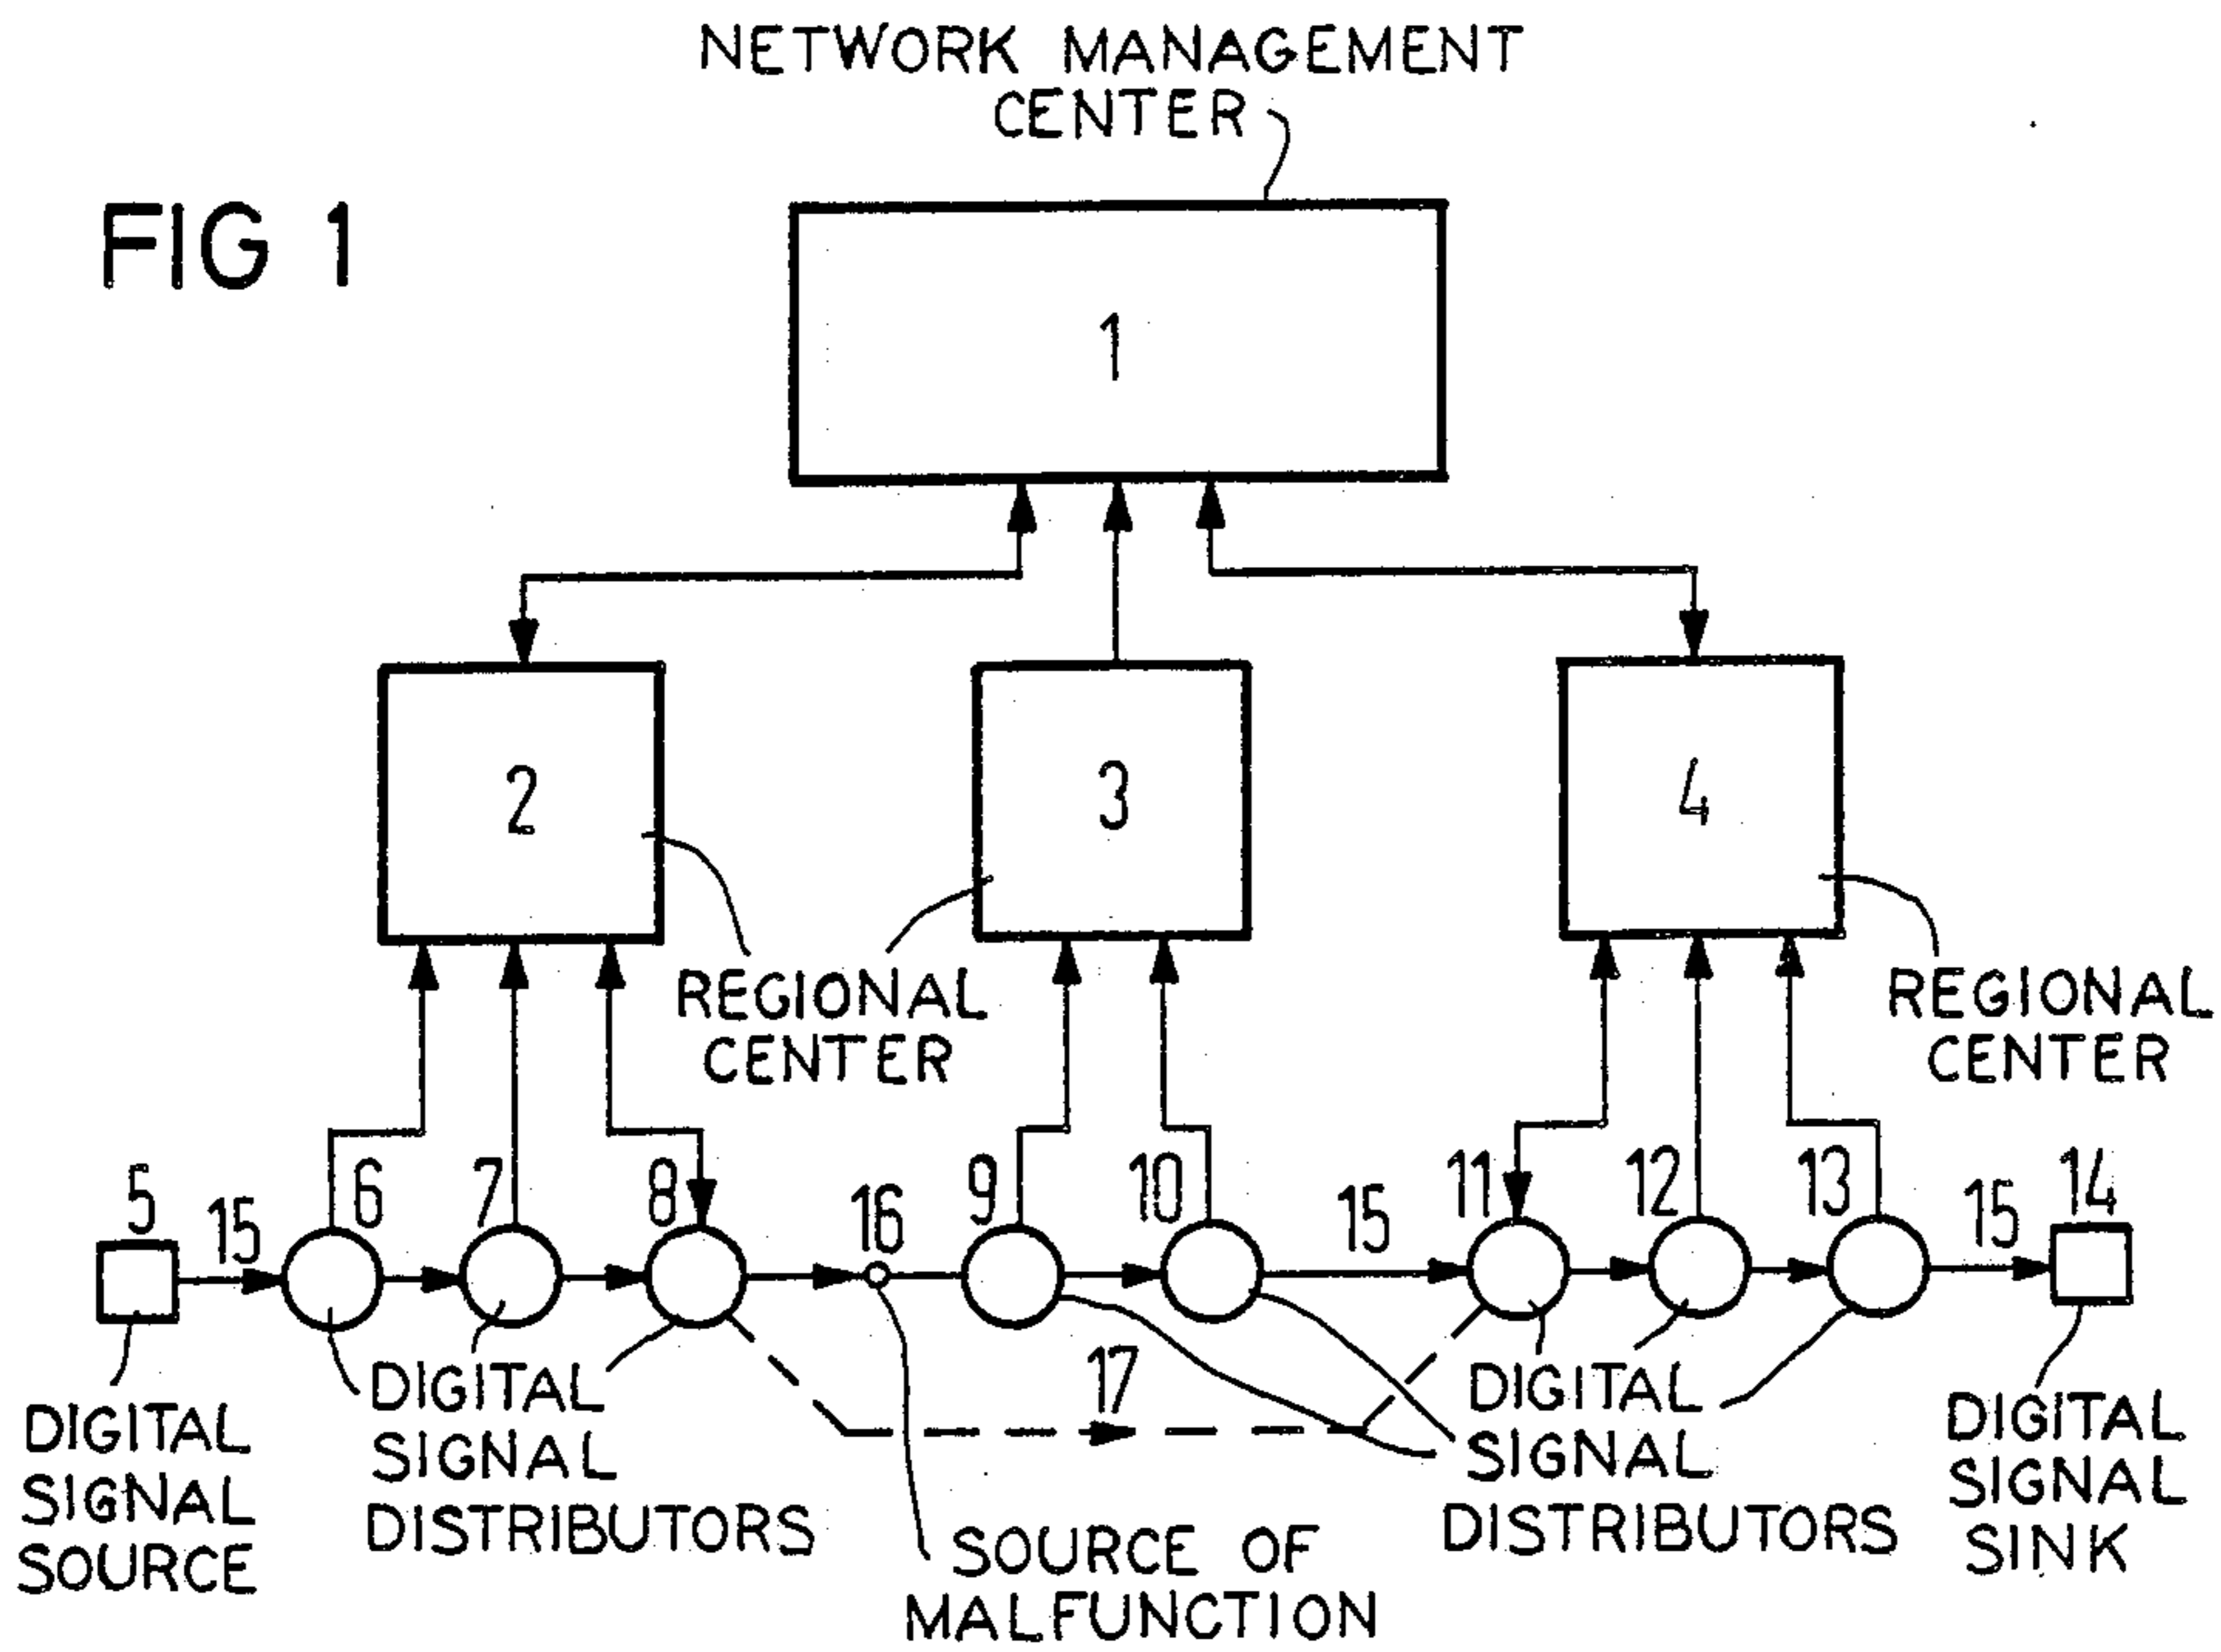 NETWORK MANAGEMENT
CENTER
FIG 1
1
2
3
4
REGIONAL
CENTER
REGIONAL
CENTER
5
15
6
7
8
16
9
10
15
11
12
13
15
14
17
DIGITAL
SIGNAL
SOURCE
DIGITAL
SIGNAL
DISTRIBUTORS
SOURCE OF
MALFUNCTION
DIGITAL
SIGNAL
DISTRIBUTORS
DIGITAL
SIGNAL
SINK